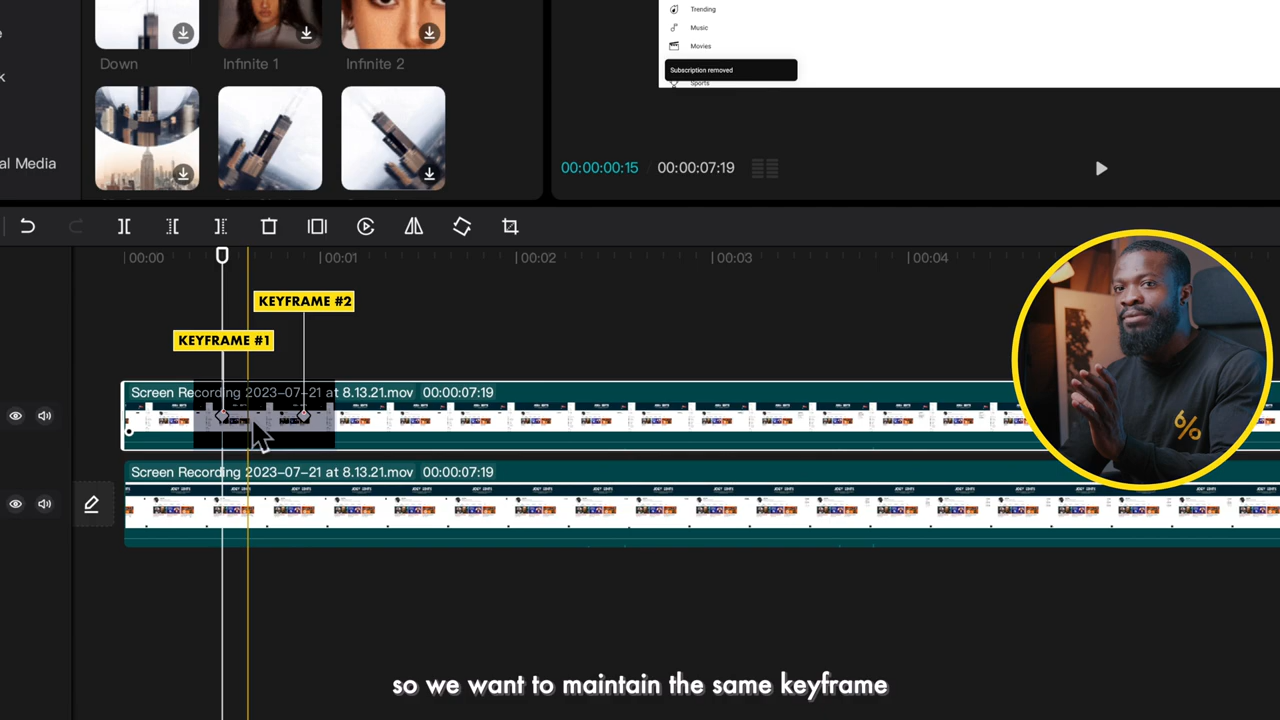 Trending
Music
Movies
Subscription removed
Sports
Down
Infinite 1
Infinite 2
al Media
00:00:00:15 / 00:00:07:19
00:00
00:01
00:02
00:03
00:04
KEYFRAME #2
KEYFRAME #1
Screen Recording 2023-07-21 at 8.13.21.mov 00:00:07:19
Screen Recording 2023-07-21 at 8.13.21.mov 00:00:07:19
so we want to maintain the same keyframe